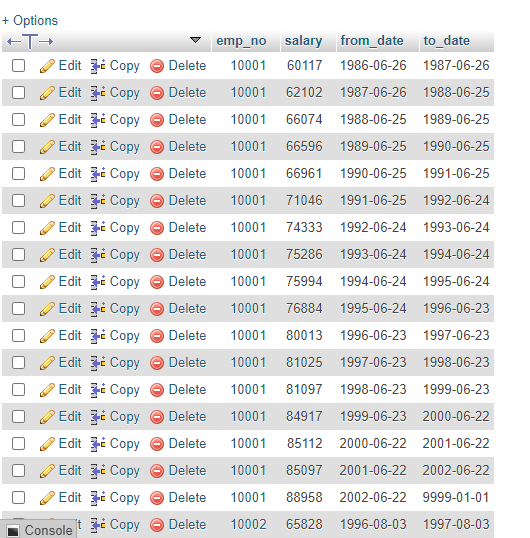 + Options
emp_no salary from_date to_date
Edit Copy Delete 10001 60117 1986-06-26 1987-06-26
Edit Copy Delete 10001 62102 1987-06-26 1988-06-25
Edit Copy Delete 10001 66074 1988-06-25 1989-06-25
Edit Copy Delete 10001 66596 1989-06-25 1990-06-25
Edit Copy Delete 10001 66961 1990-06-25 1991-06-25
Edit Copy Delete 10001 71046 1991-06-25 1992-06-24
Edit Copy Delete 10001 74333 1992-06-24 1993-06-24
Edit Copy Delete 10001 75286 1993-06-24 1994-06-24
Edit Copy Delete 10001 75994 1994-06-24 1995-06-24
Edit Copy Delete 10001 76884 1995-06-24 1996-06-23
Edit Copy Delete 10001 80013 1996-06-23 1997-06-23
Edit Copy Delete 10001 81025 1997-06-23 1998-06-23
Edit Copy Delete 10001 81097 1998-06-23 1999-06-23
Edit Copy Delete 10001 84917 1999-06-23 2000-06-22
Edit Copy Delete 10001 85112 2000-06-22 2001-06-22
Edit Copy Delete 10001 85097 2001-06-22 2002-06-22
Edit Copy Delete 10001 88958 2002-06-22 9999-01-01
Console Copy Delete 10002 65828 1996-08-03 1997-08-03